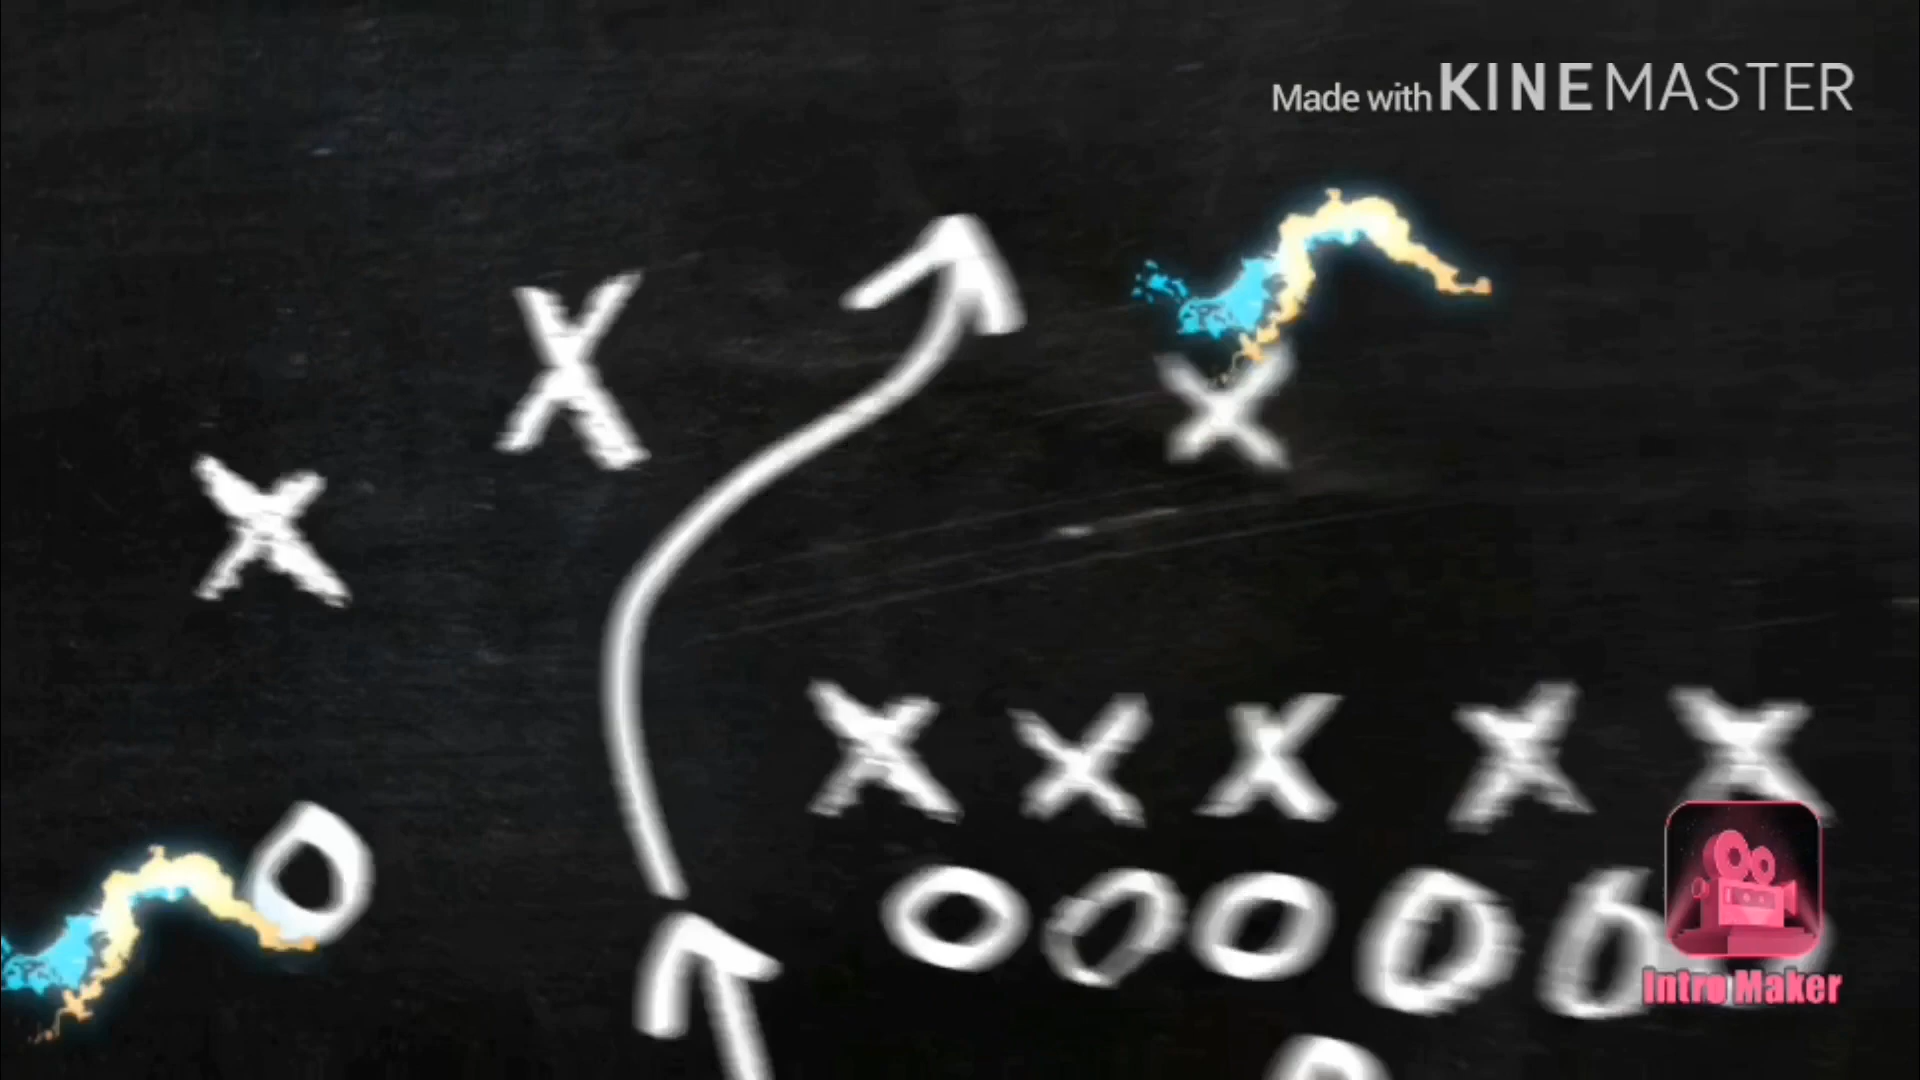 Made with KINEMASTER
X
X
X
X X X X X
O
O O O O O
Intro Maker